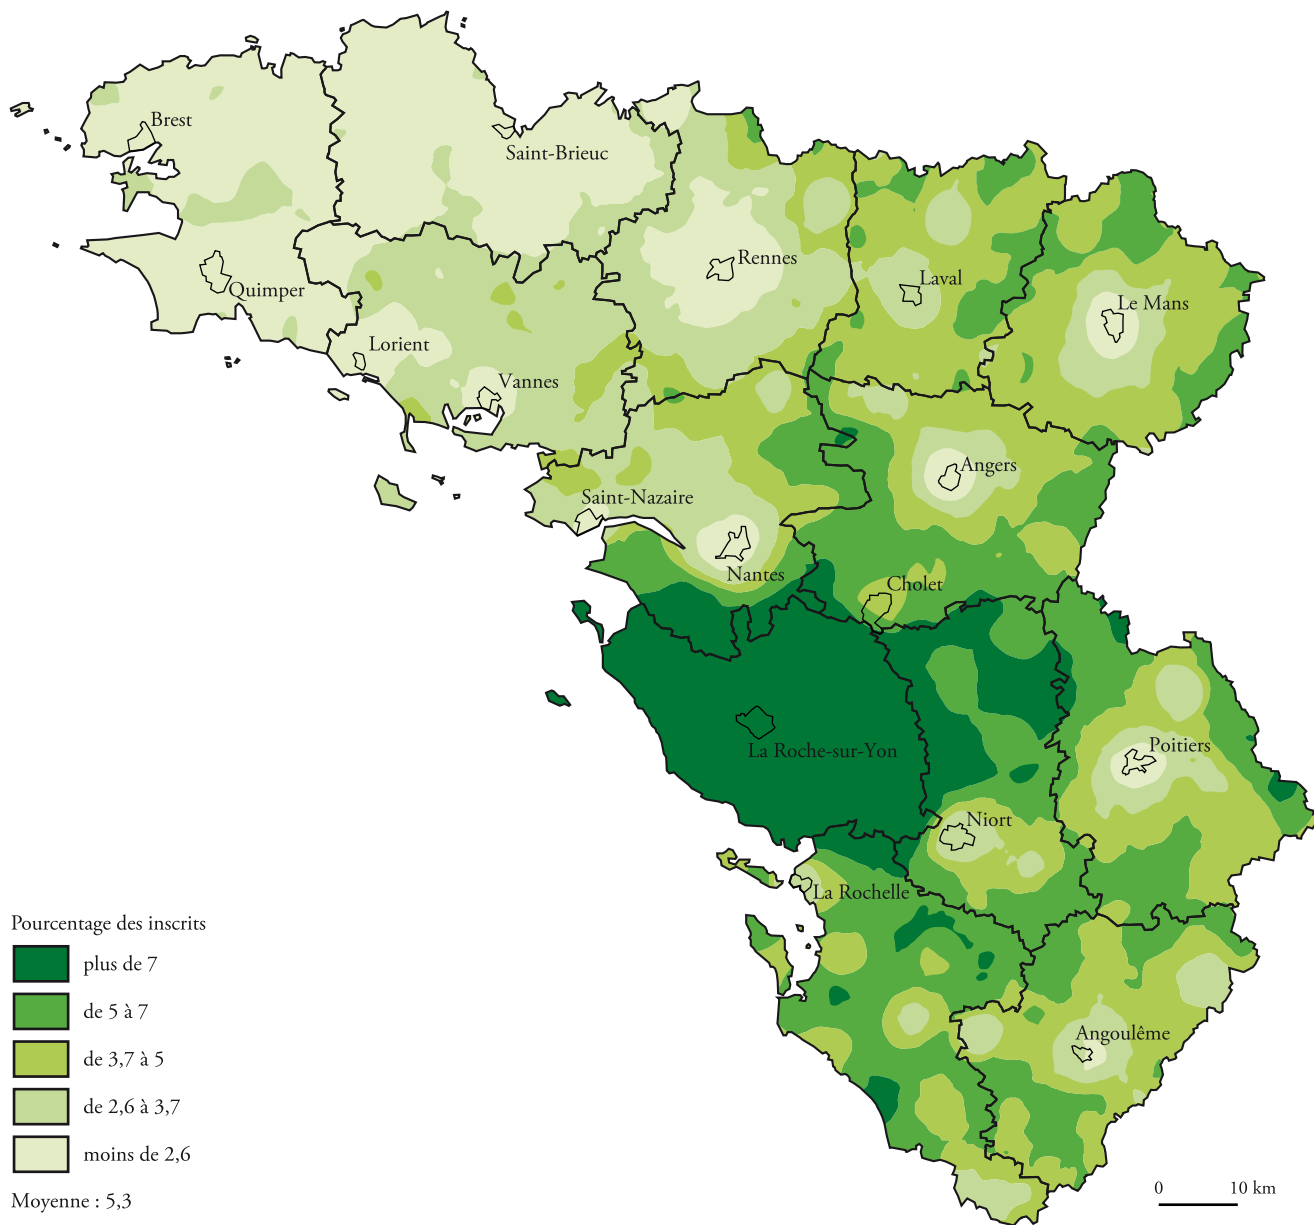 Brest
Saint-Brieuc
Rennes
Laval
Le Mans
Quimper
Lorient
Vannes
Angers
Saint-Nazaire
Nantes
Cholet
La Roche-sur-Yon
Poitiers
Niort
La Rochelle
Angoulême
Pourcentage des inscrits
plus de 7
de 5 à 7
de 3,7 à 5
de 2,6 à 3,7
moins de 2,6
Moyenne : 5,3
0 10 km